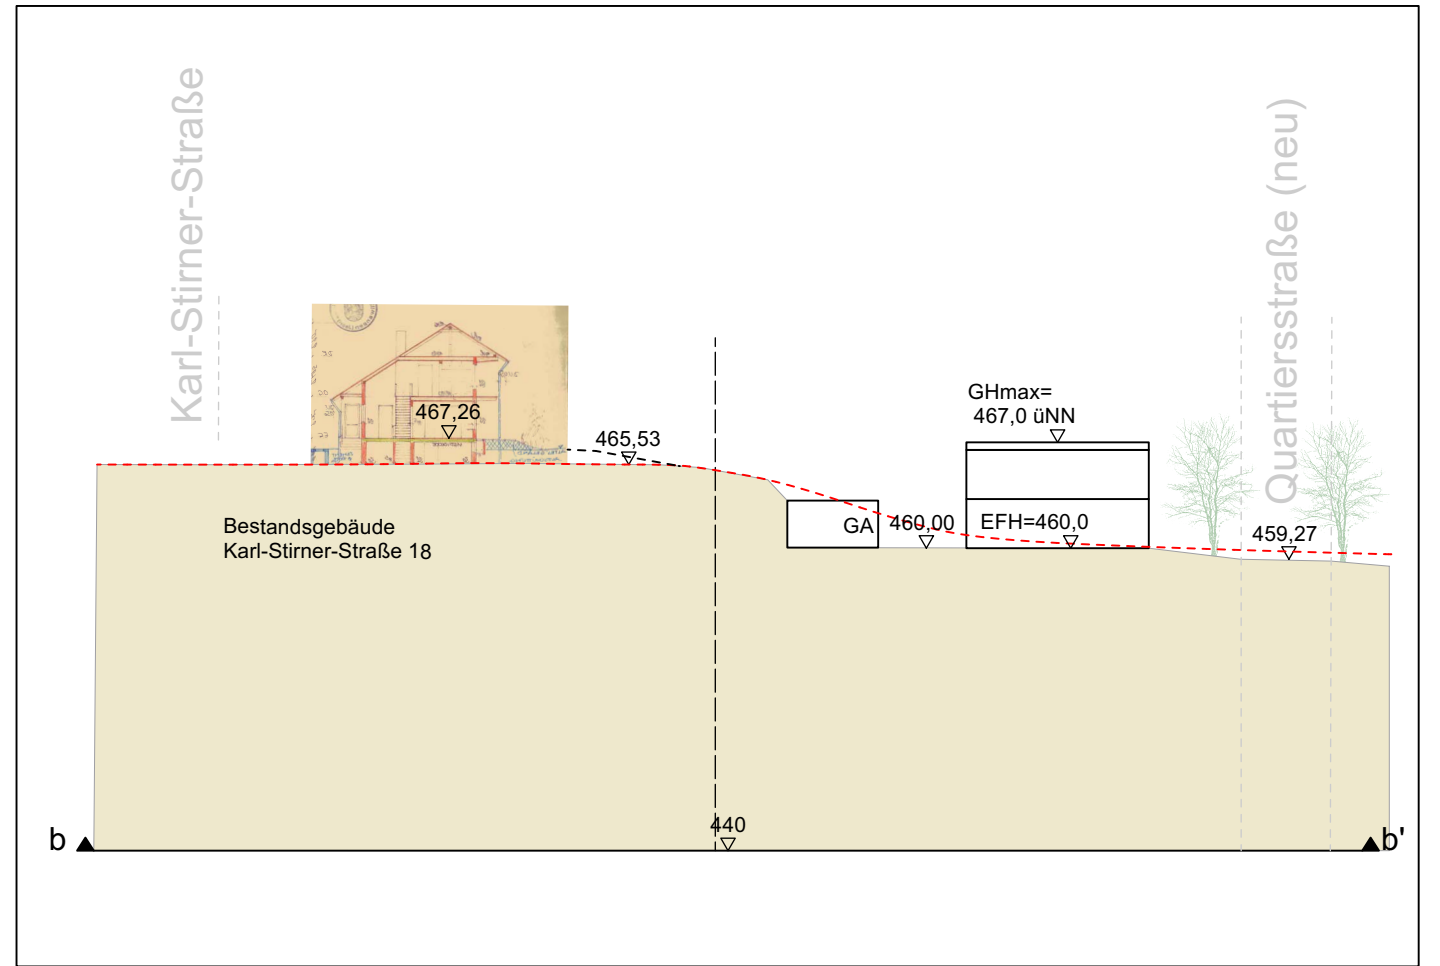 Karl-Stirner-Straße
Quartiersstraße (neu)
GHmax=
467,0 üNN
467,26
465,53
GA
460,00
EFH=460,0
459,27
Bestandsgebäude
Karl-Stirner-Straße 18
440
b
b'